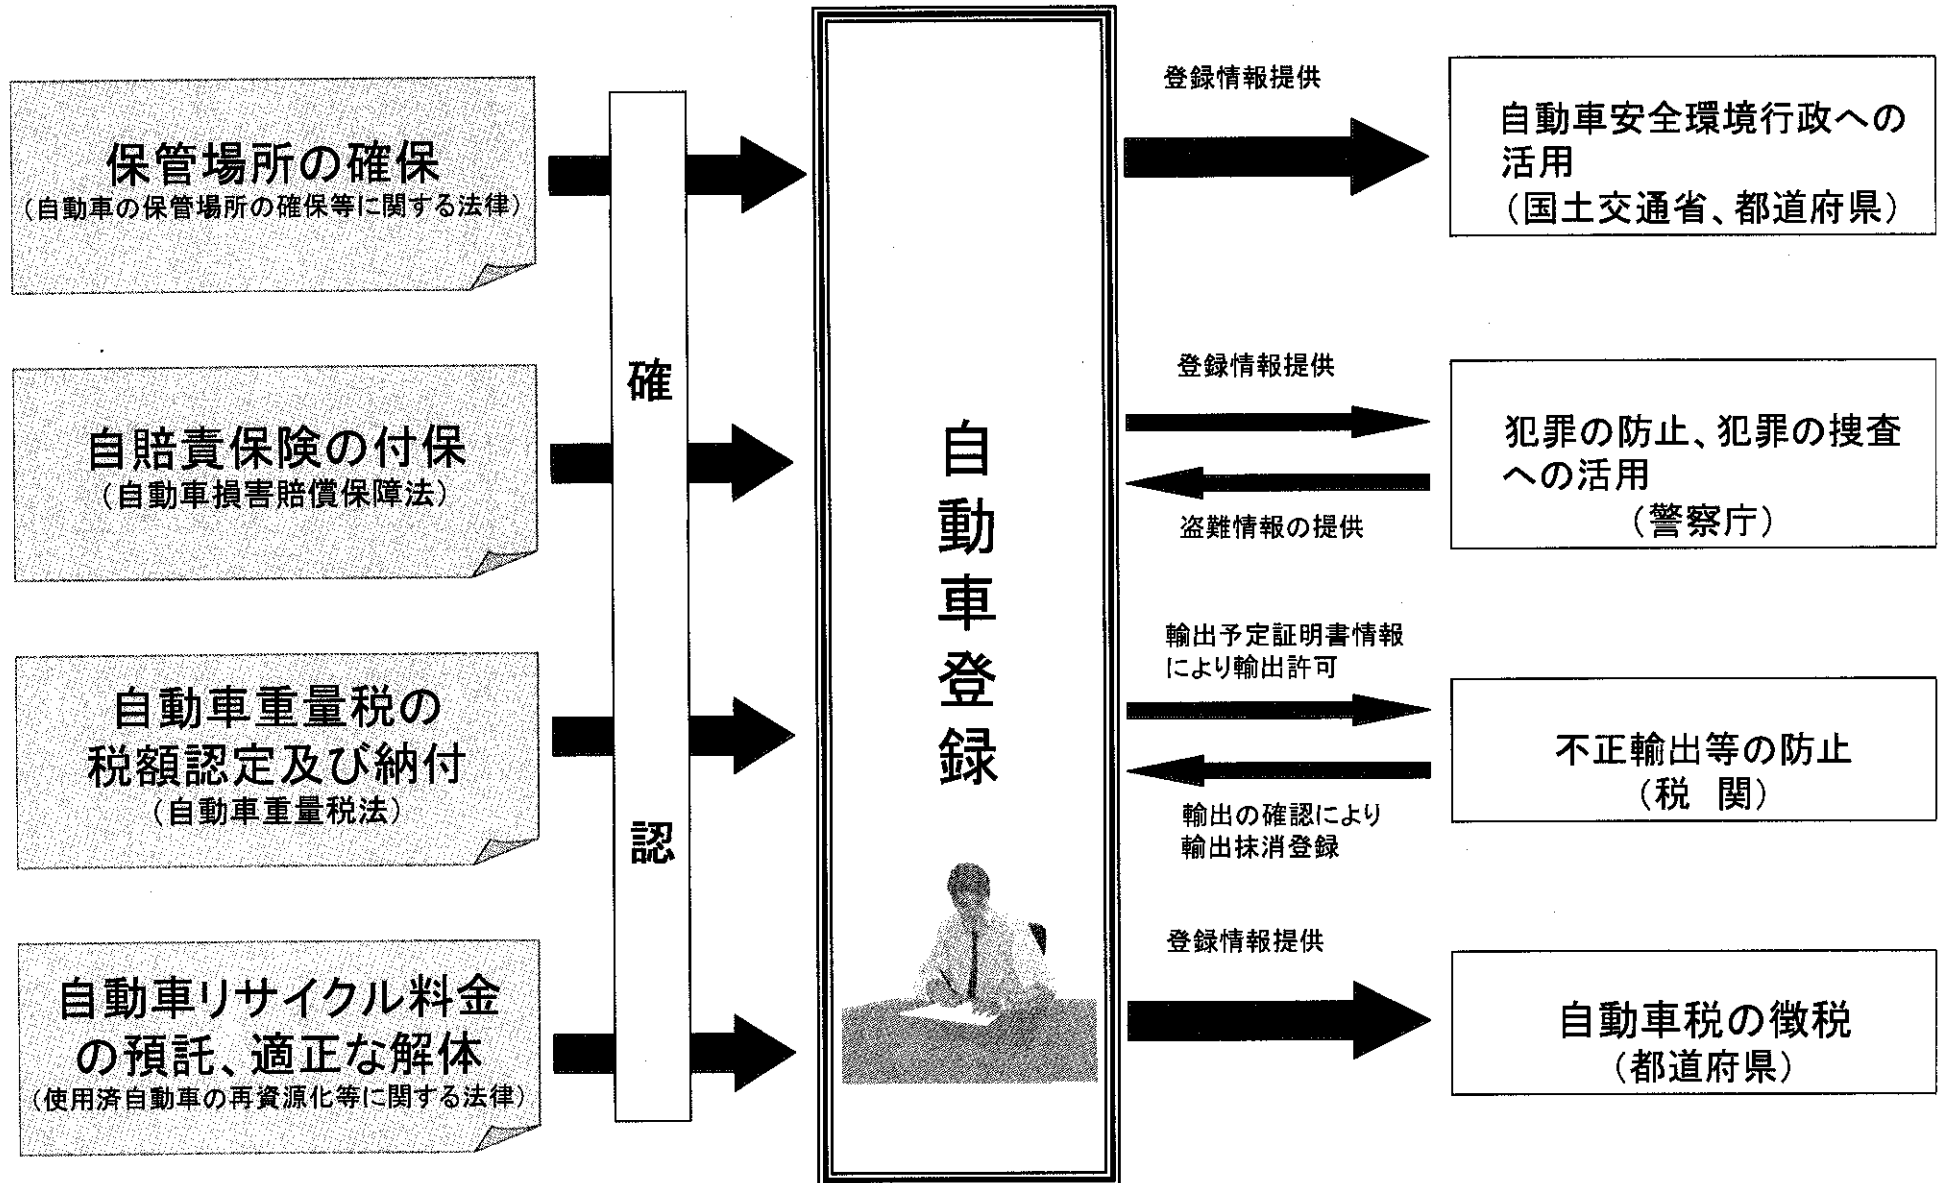 保管場所の確保
（自動車の保管場所の確保等に関する法律）
自賠責保険の付保
（自動車損害賠償保障法）
自動車重量税の
税額認定及び納付
（自動車重量税法）
自動車リサイクル料金
の預託、適正な解体
（使用済自動車の再資源化等に関する法律）
確認
自動車登録
登録情報提供
自動車安全環境行政への
活用
（国土交通省、都道府県）
登録情報提供
盗難情報の提供
犯罪の防止、犯罪の捜査
への活用
（警察庁）
輸出予定証明書情報
により輸出許可
輸出の確認により
輸出抹消登録
不正輸出等の防止
（税　関）
登録情報提供
自動車税の徴税
（都道府県）